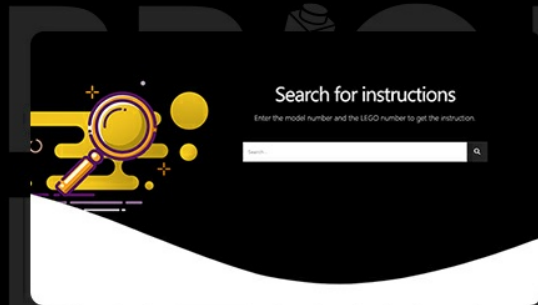 Search for instructions
Enter the model number and the LEGO number to get the instruction.
Search...